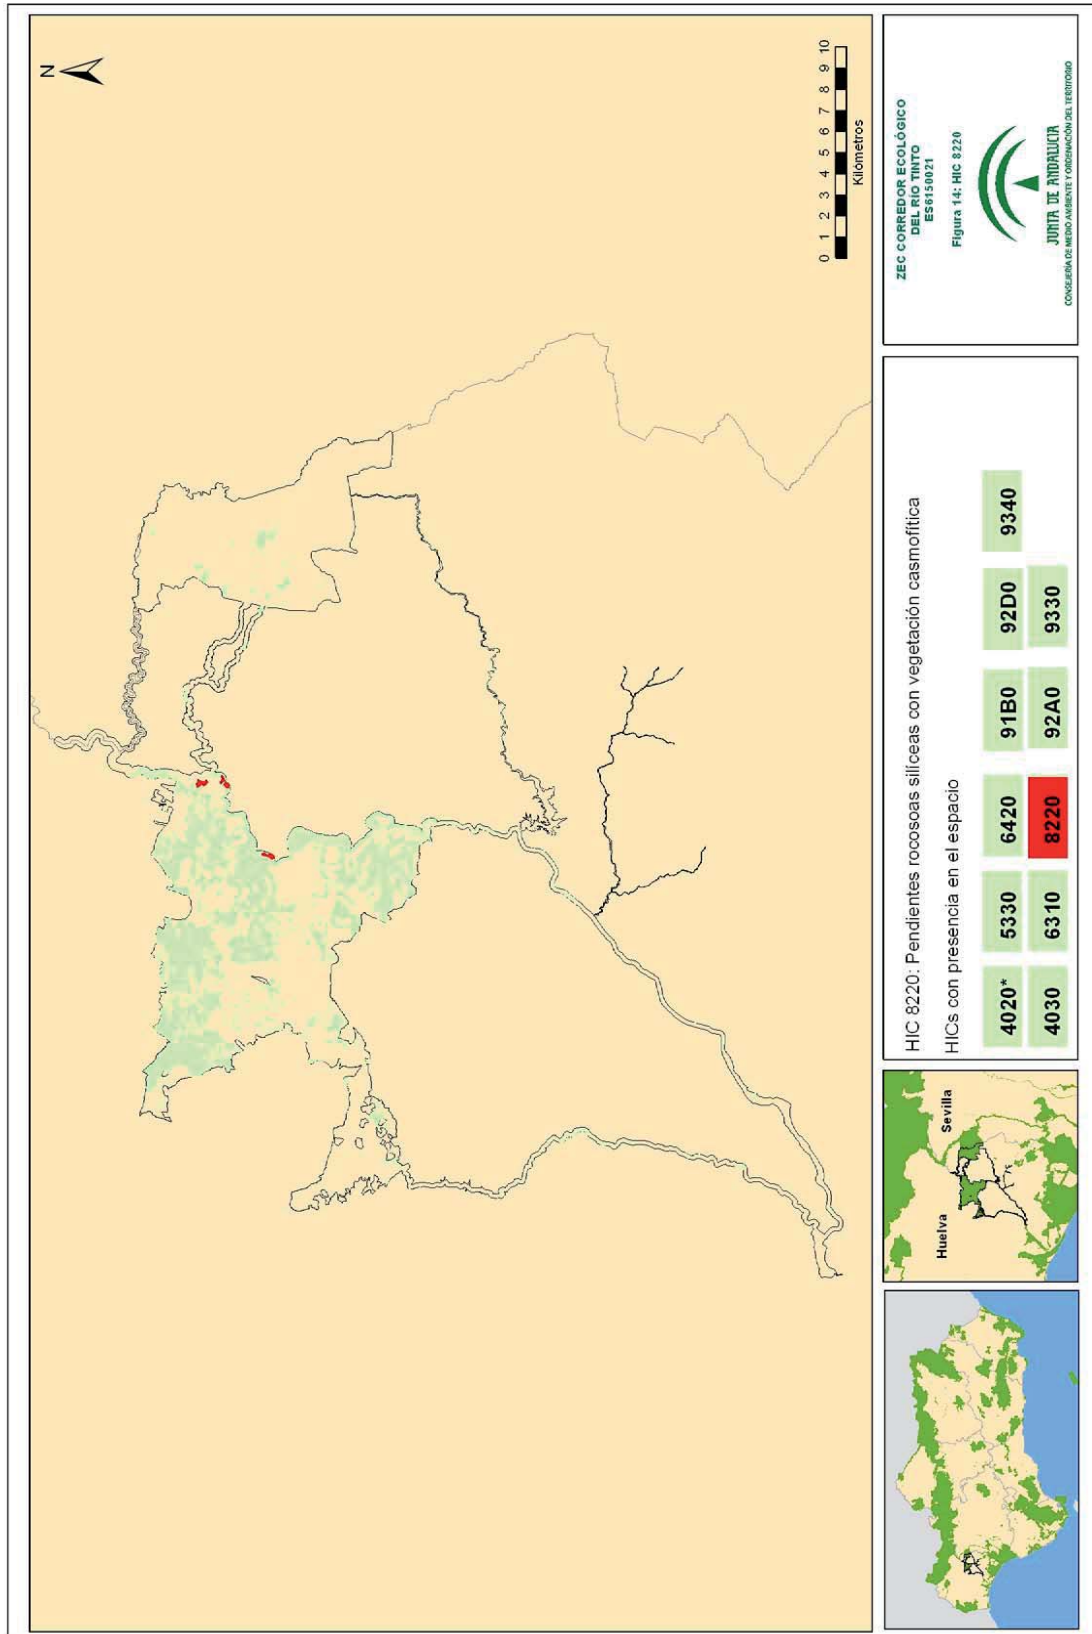 N
0 1 2 3 4 5 6 7 8 9 10
Kilómetros
Huelva
Sevilla
HIC 8220: Pendientes rocosoas silíceas con vegetación casmofítica
HICs con presencia en el espacio
4020* 5330 6420 91B0 92D0 9340
4030 6310 8220 92A0 9330
ZEC CORREDOR ECOLÓGICO
DEL RÍO TINTO
ES6150021
Figura 14: HIC 8220
JUNTA DE ANDALUCIA
CONSEJERÍA DE MEDIO AMBIENTE Y ORDENACIÓN DEL TERRITORIO